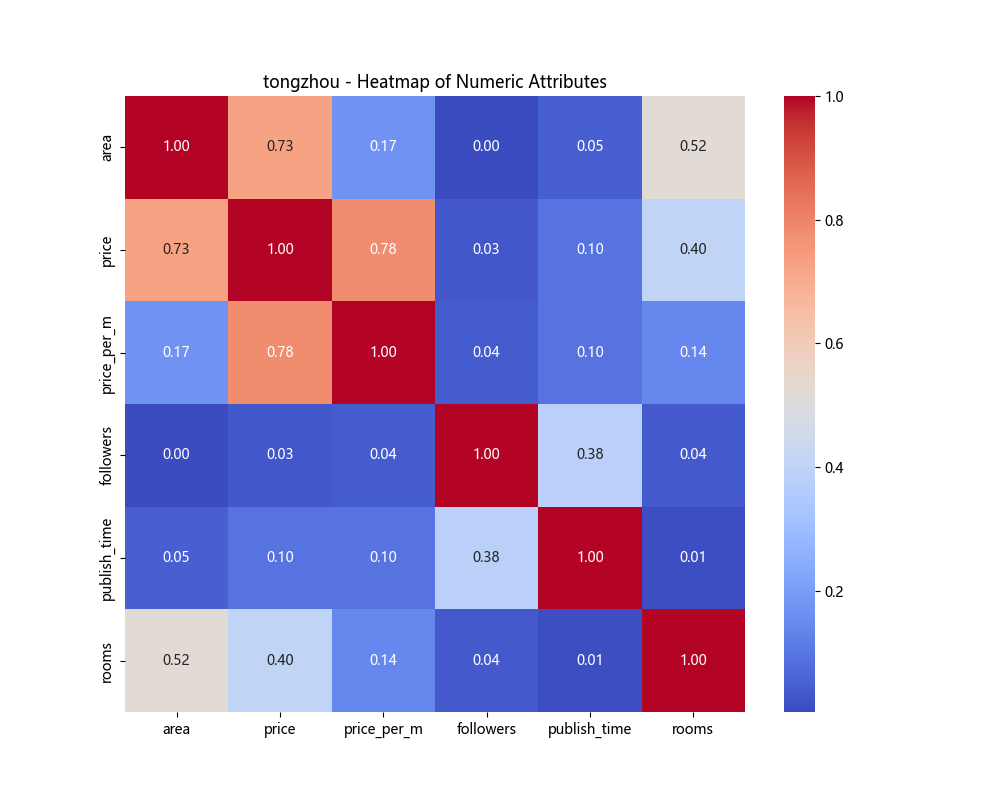 tongzhou - Heatmap of Numeric Attributes
area 1.00 0.73 0.17 0.00 0.05 0.52
price 0.73 1.00 0.78 0.03 0.10 0.40
price_per_m 0.17 0.78 1.00 0.04 0.10 0.14
followers 0.00 0.03 0.04 1.00 0.38 0.04
publish_time 0.05 0.10 0.10 0.38 1.00 0.01
rooms 0.52 0.40 0.14 0.04 0.01 1.00
area price price_per_m followers publish_time rooms
1.0
0.8
0.6
0.4
0.2